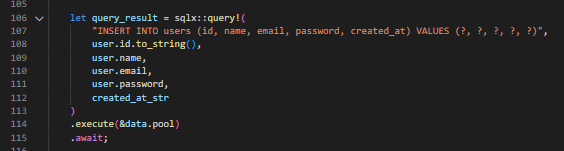 105
106 let query_result = sqlx::query!(
107 "INSERT INTO users (id, name, email, password, created_at) VALUES (?, ?, ?, ?, ?)",
108 user.id.to_string(),
109 user.name,
110 user.email,
111 user.password,
112 created_at_str
113 )
114 .execute(&data.pool)
115 .await;
116